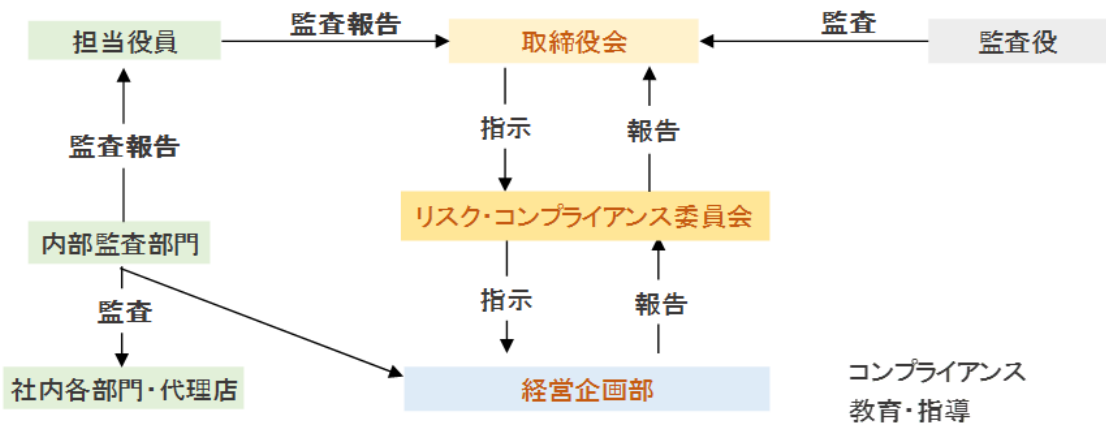 担当役員
監査報告
取締役会
監査
監査役
監査報告
指示
報告
リスク・コンプライアンス委員会
内部監査部門
監査
指示
報告
社内各部門・代理店
経営企画部
コンプライアンス
教育・指導